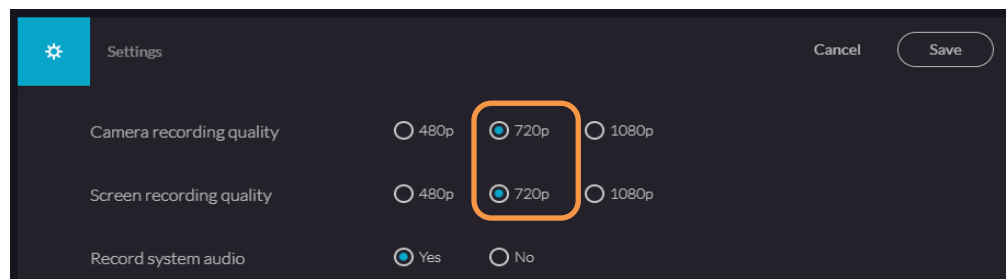 Settings Cancel Save
Camera recording quality 480p 720p 1080p
Screen recording quality 480p 720p 1080p
Record system audio Yes No